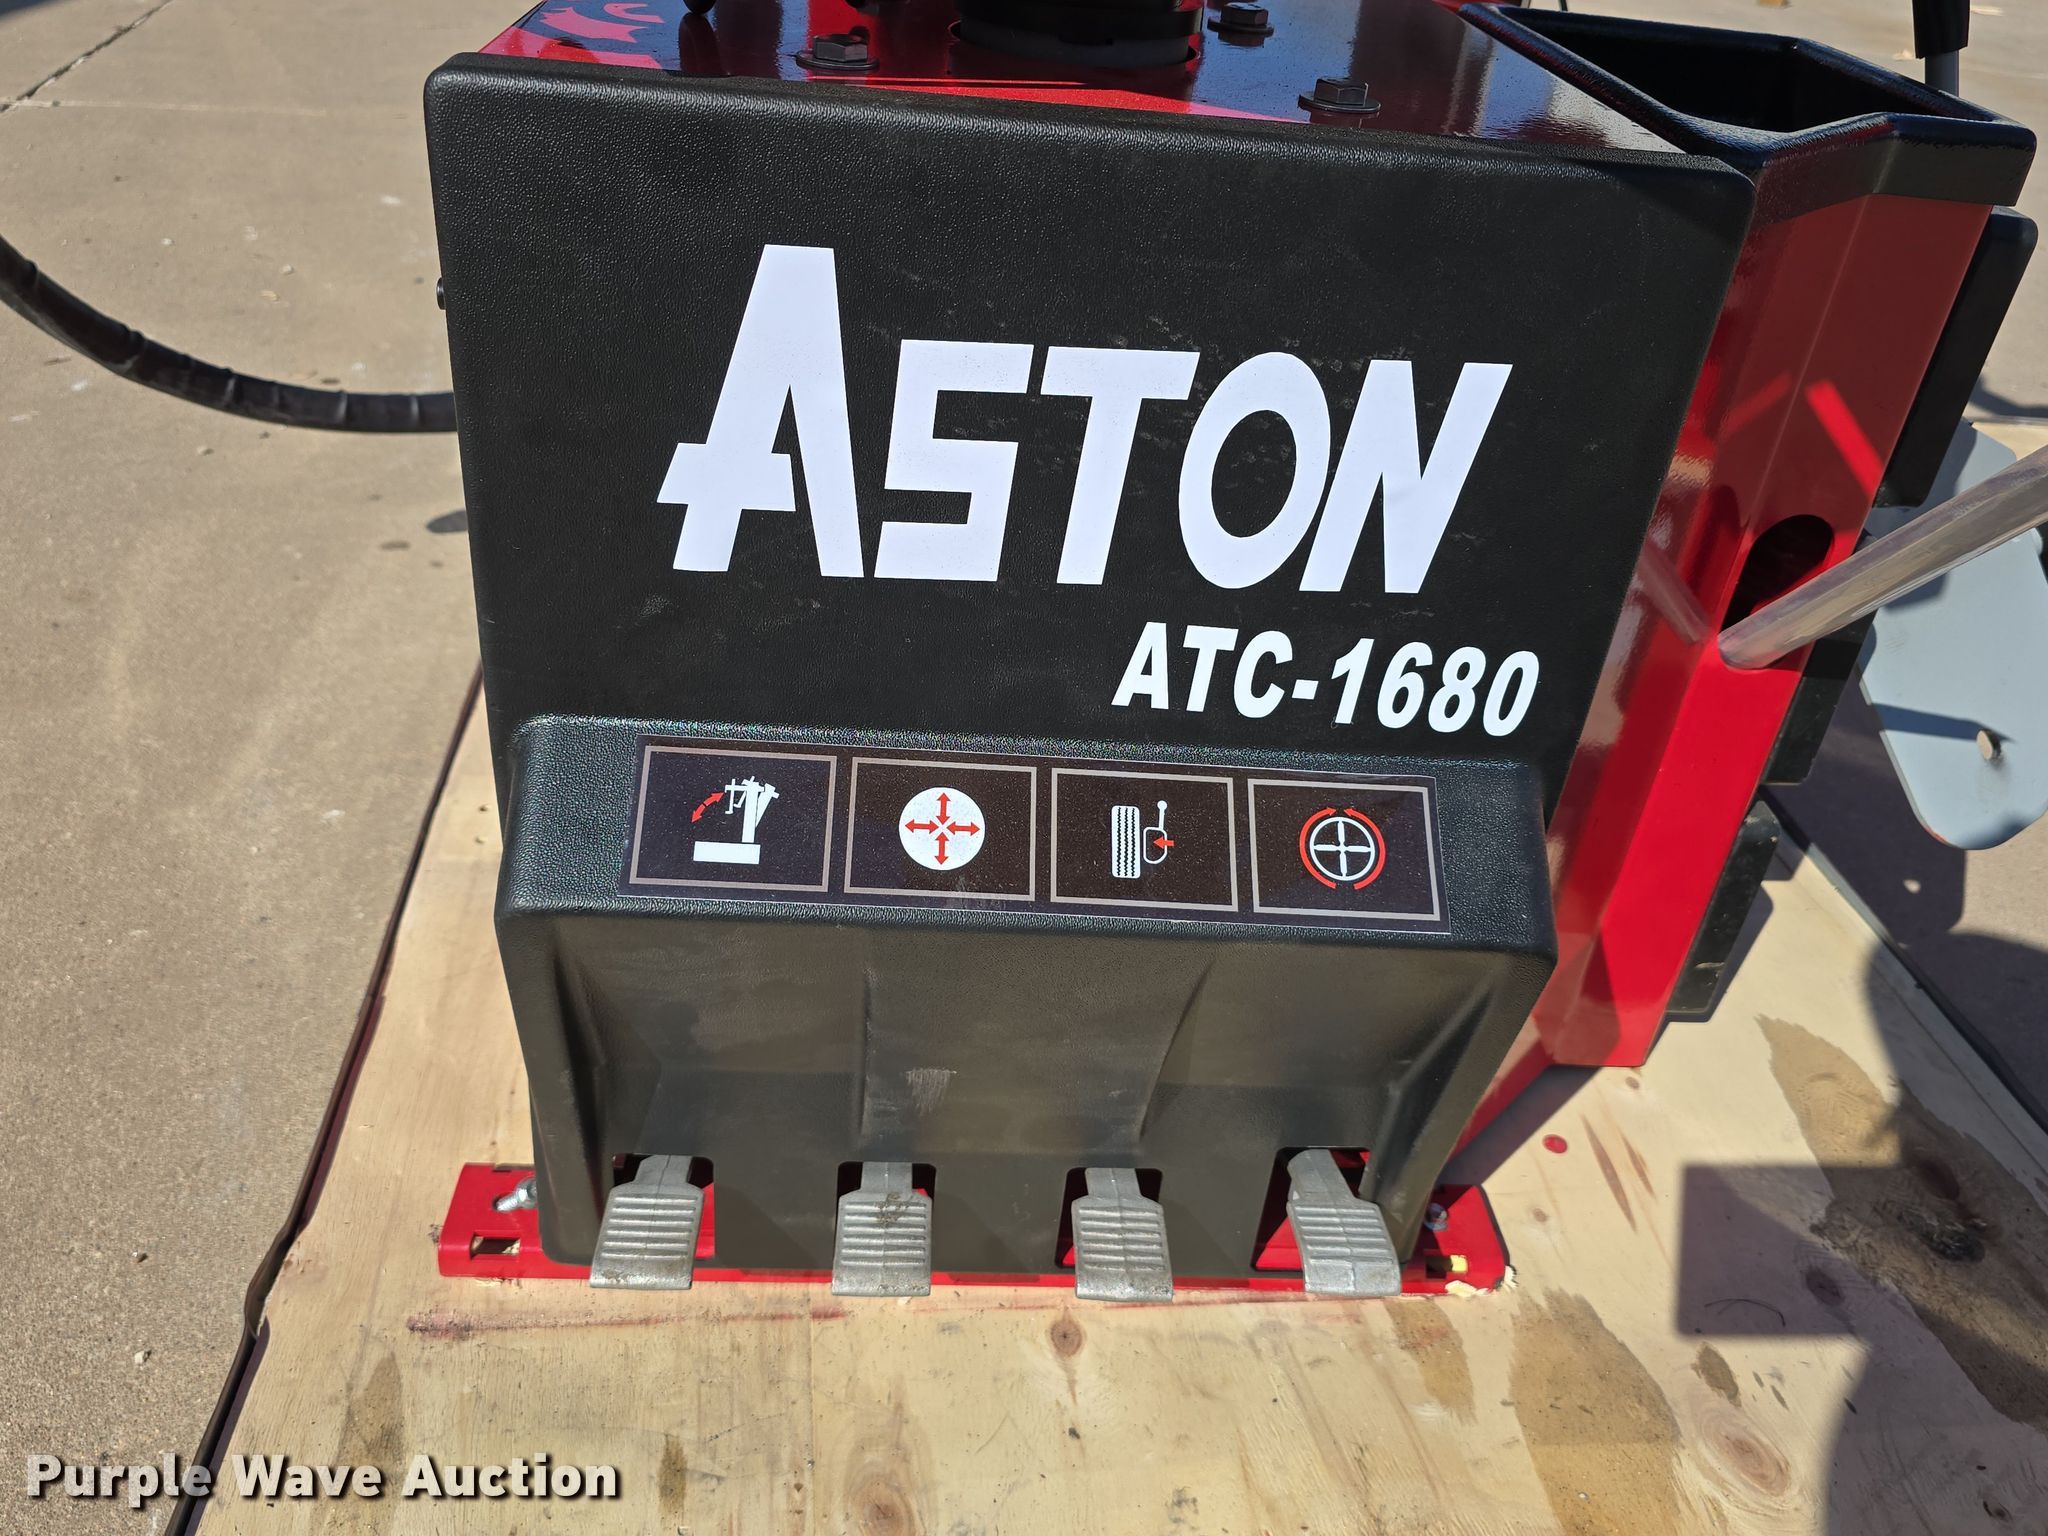 ASTON
ATC-1680
Purple Wave Auction